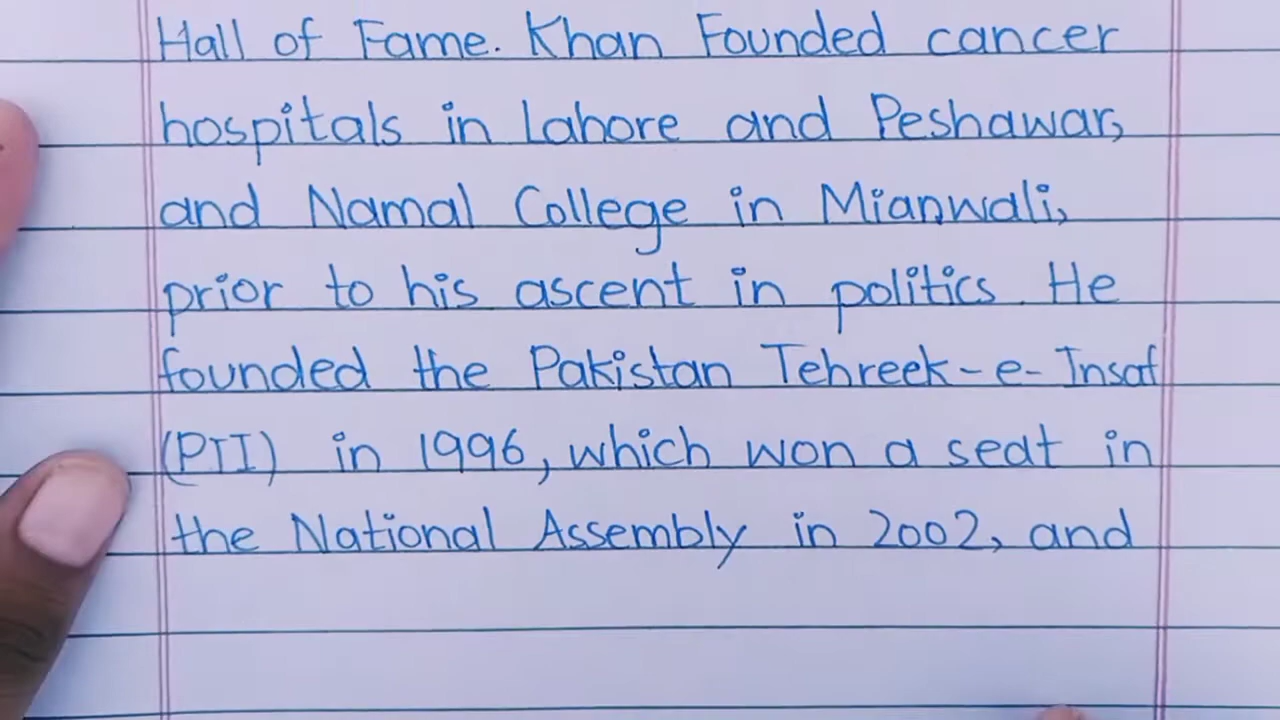 Hall of Fame. Khan Founded cancer
hospitals in Lahore and Peshawar,
and Namal College in Mianwali,
prior to his ascent in politics. He
founded the Pakistan Tehreek-e-Insaf
(PTI) in 1996, which won a seat in
the National Assembly in 2002, and